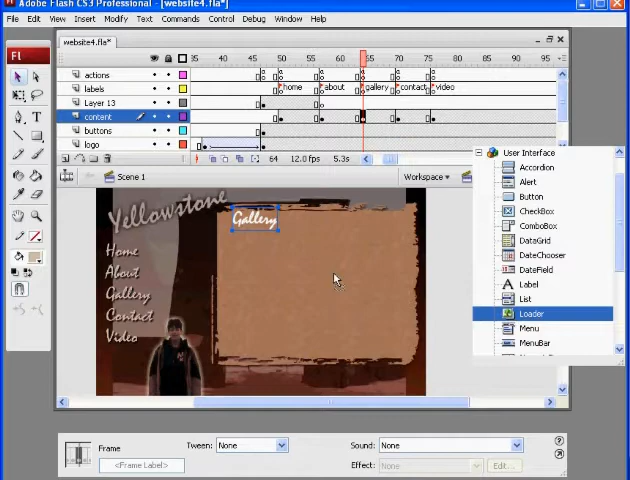 Adobe Flash CS3 Professional - [website4.fla*]
File Edit View Insert Modify Text Commands Control Debug Window Help
website4.fla*
35 40 45 50 55 60 65 70 75 80 85 90 95
actions
labels home about gallery contact video
Layer 13
content
buttons
logo
64 12.0 fps 5.3s
Scene 1 Workspace
Fl
User Interface
Accordion
Alert
Button
CheckBox
ComboBox
DataGrid
DateChooser
DateField
Label
List
Loader
Menu
MenuBar
Yellowstone
Gallery
Home
About
Gallery
Contact
Video
Frame Tween: None Sound: None
<Frame Label> Effect: None Edit...